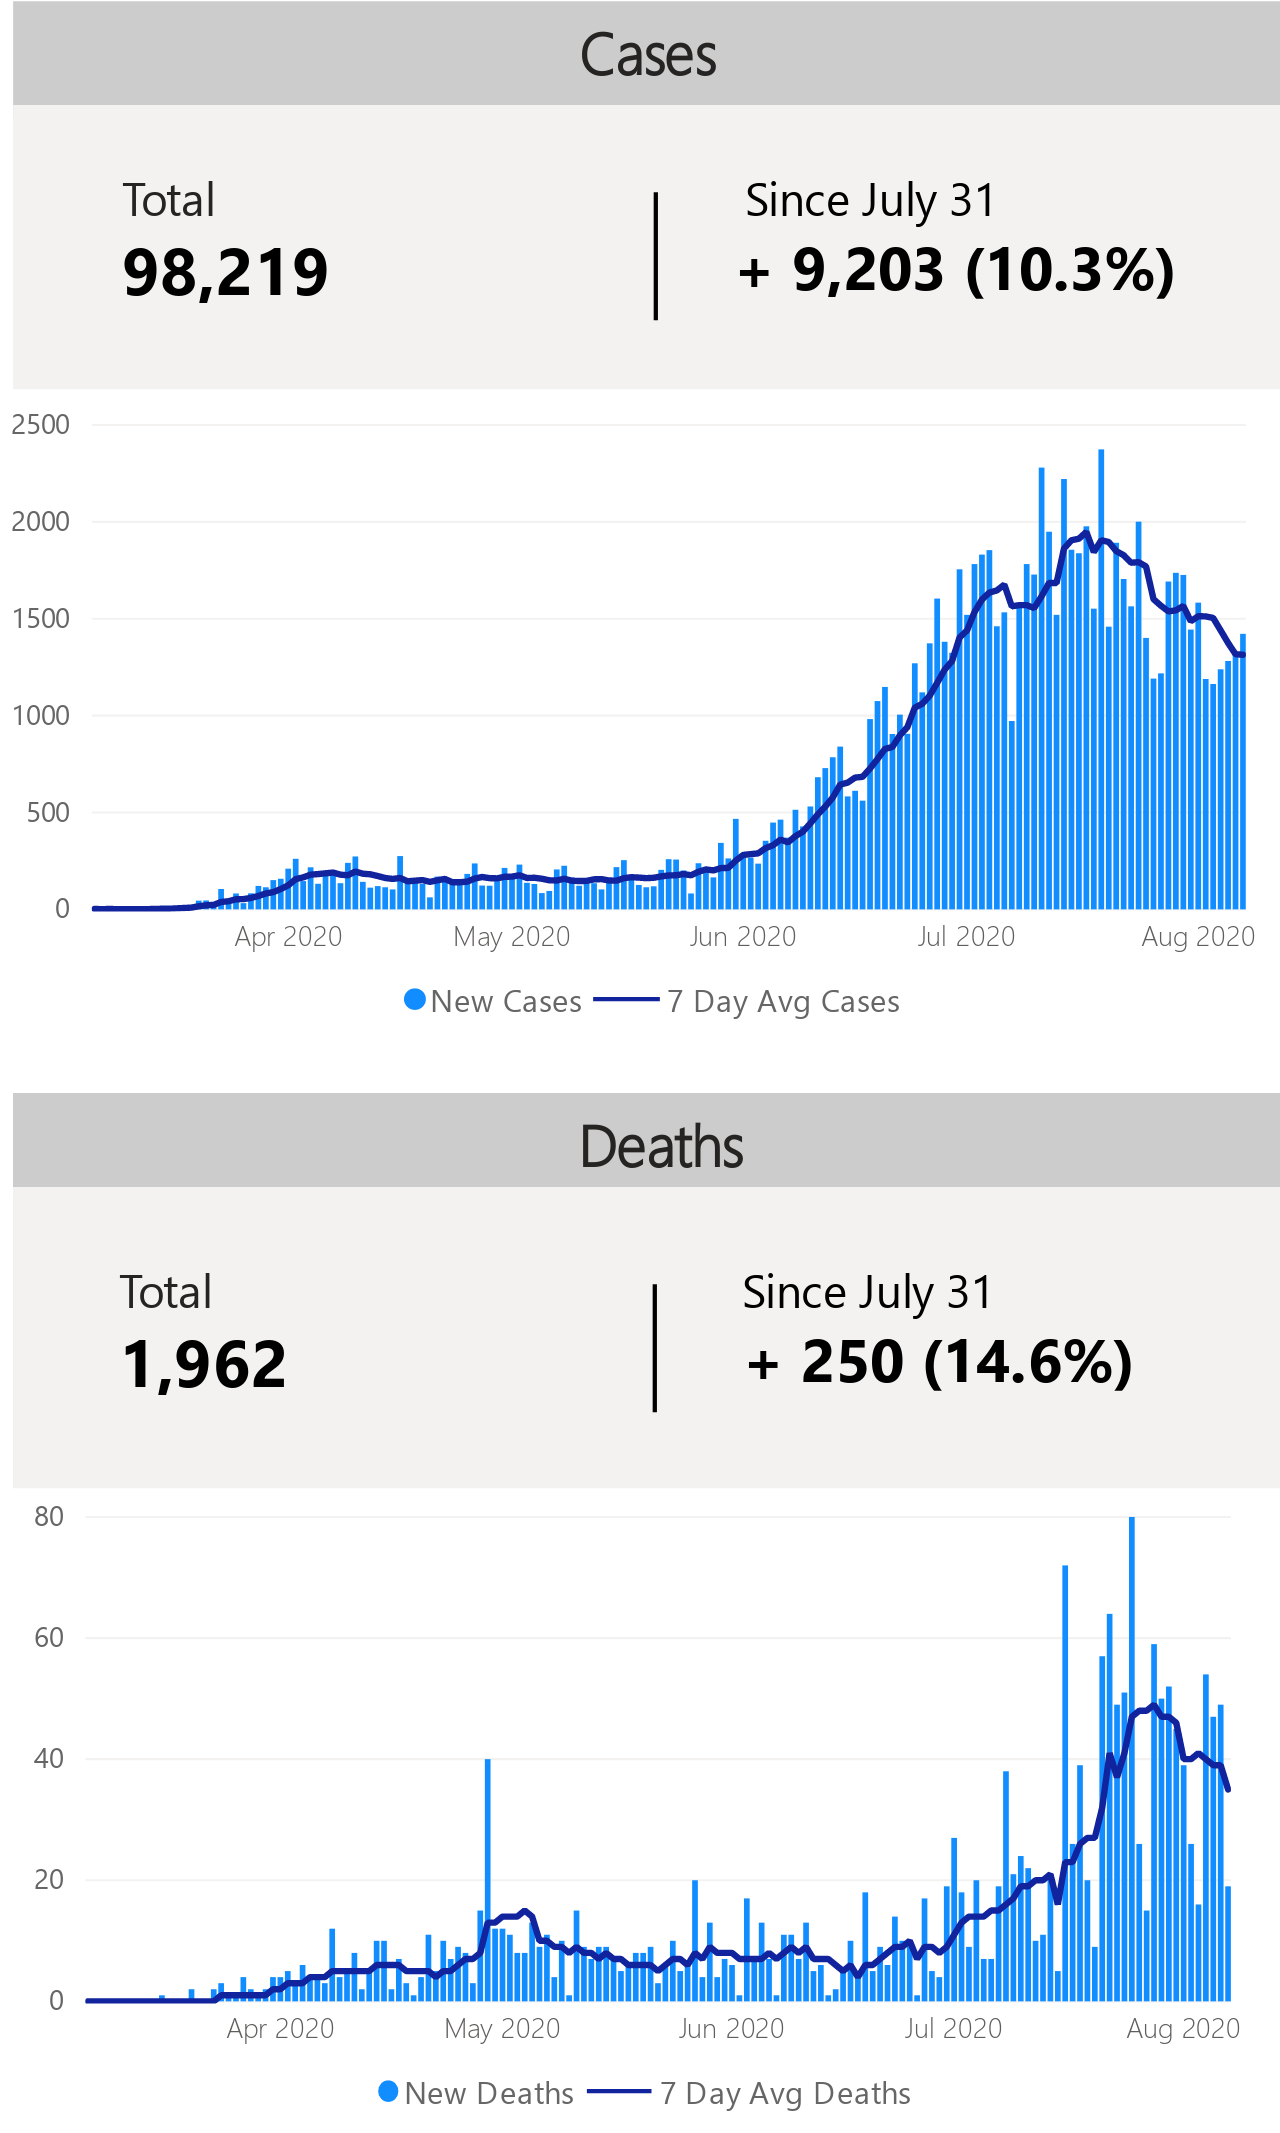 Cases
Total
Since July 31
98,219
+ 9,203 (10.3%)
2500
2000
1500
1000
500
0
Apr 2020
May 2020
Jun 2020
Jul 2020
Aug 2020
New Cases
7 Day Avg Cases
Deaths
Total
Since July 31
1,962
+ 250 (14.6%)
80
60
40
20
0
Apr 2020
May 2020
Jun 2020
Jul 2020
Aug 2020
New Deaths
7 Day Avg Deaths